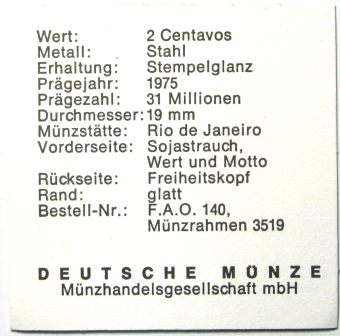 Wert: 2 Centavos
Metall: Stahl
Erhaltung: Stempelglanz
Prägejahr: 1975
Prägezahl: 31 Millionen
Durchmesser: 19 mm
Münzstätte: Rio de Janeiro
Vorderseite: Sojastrauch,
Wert und Motto
Rückseite: Freiheitskopf
Rand: glatt
Bestell-Nr.: F.A.O. 140,
Münzrahmen 3519
DEUTSCHE MÜNZE
Münzhandelsgesellschaft mbH